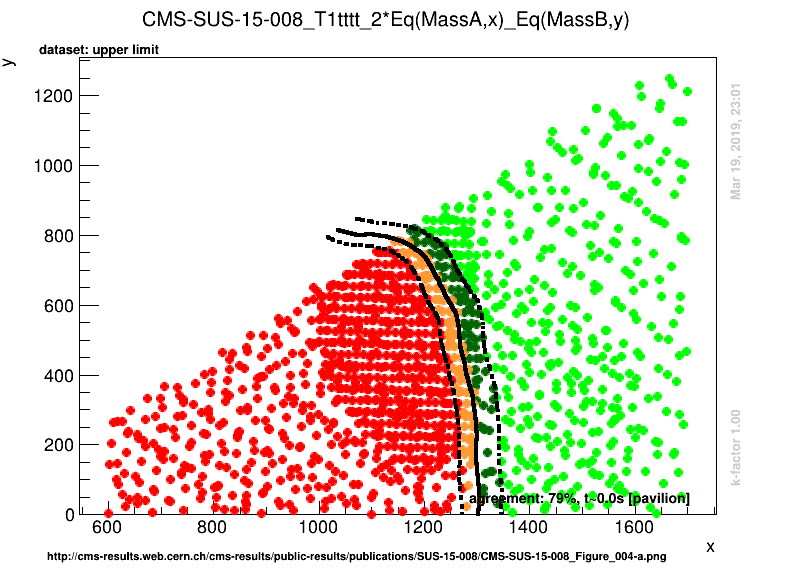 CMS-SUS-15-008_T1tttt_2*Eq(MassA,x)_Eq(MassB,y)
dataset: upper limit
y
1200
1000
800
600
400
200
0
Mar 19, 2019, 23:01
k-factor 1.00
agreement: 79%, t~0.0s [pavilion]
600 800 1000 1200 1400 1600
x
http://cms-results.web.cern.ch/cms-results/public-results/publications/SUS-15-008/CMS-SUS-15-008_Figure_004-a.png